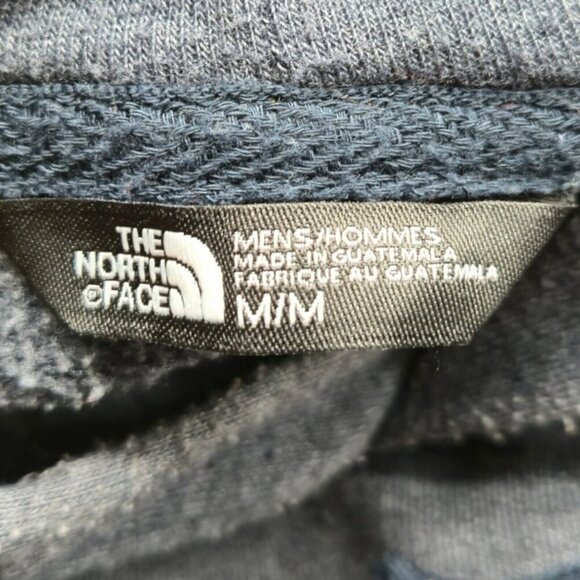 THE
NORTH
©FACE
MENS/HOMMES
MADE IN GUATEMALA
FABRIQUE AU GUATEMALA
M/M